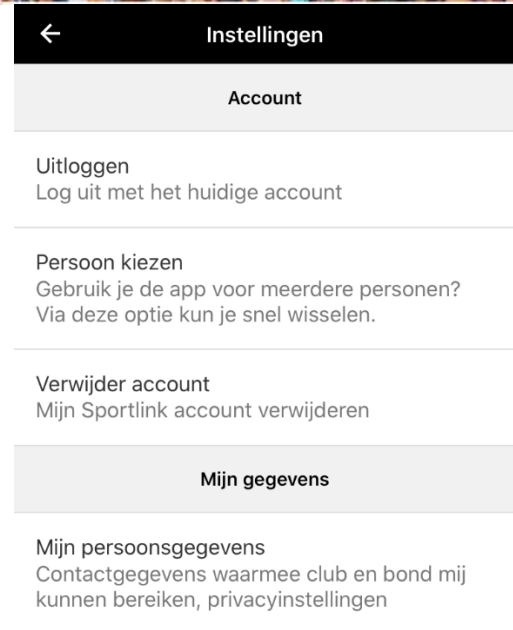 Instellingen
Account
Uitloggen
Log uit met het huidige account
Persoon kiezen
Gebruik je de app voor meerdere personen?
Via deze optie kun je snel wisselen.
Verwijder account
Mijn Sportlink account verwijderen
Mijn gegevens
Mijn persoonsgegevens
Contactgegevens waarmee club en bond mij
kunnen bereiken, privacyinstellingen